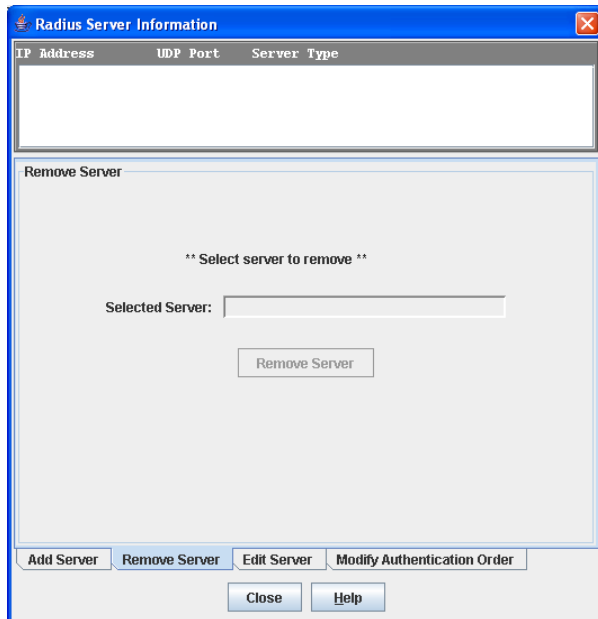 Radius Server Information
IP Address UDP Port Server Type
Remove Server
** Select server to remove **
Selected Server:
Remove Server
Add Server Remove Server Edit Server Modify Authentication Order
Close Help